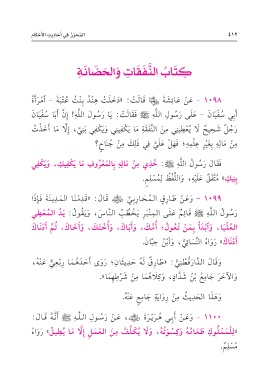 ٤١٢
المُحَرَّرُ فِي أَحَادِيثِ الأَحْكَامِ
كِتَابُ النَّفَقَاتِ وَالحَضَانَةِ
١٠٩٨ - عَنْ عَائِشَةَ ﵂ قَالَتْ: «دَخَلَتْ هِنْدٌ بِنْتُ عُتْبَةَ - امْرَأَةُ
أَبِي سُفْيَانَ - عَلَى رَسُولِ اللَّهِ ﷺ فَقَالَتْ: يَا رَسُولَ اللَّهِ! إِنَّ أَبَا سُفْيَانَ
رَجُلٌ شَحِيحٌ لَا يُعْطِينِي مِنَ النَّفَقَةِ مَا يَكْفِينِي وَيَكْفِي بَنِيَّ، إِلَّا مَا أَخَذْتُ
مِنْ مَالِهِ بِغَيْرِ عِلْمِهِ؛ فَهَلْ عَلَيَّ فِي ذَلِكَ مِنْ جُنَاحٍ؟
فَقَالَ رَسُولُ اللَّهِ ﷺ: خُذِي مِنْ مَالِهِ بِالمَعْرُوفِ مَا يَكْفِيكِ، وَيَكْفِي
بَنِيكِ» مُتَّفَقٌ عَلَيْهِ، وَاللَّفْظُ لِمُسْلِمٍ.
١٠٩٩ - وَعَنْ طَارِقٍ المُحَارِبِيِّ ﵁ قَالَ: «قَدِمْنَا المَدِينَةَ فَإِذَا
رَسُولُ اللَّهِ ﷺ قَائِمٌ عَلَى المِنْبَرِ يَخْطُبُ النَّاسَ، وَيَقُولُ: يَدُ المُعْطِي
العُلْيَا، وَابْدَأْ بِمَنْ تَعُولُ؛ أُمَّكَ، وَأَبَاكَ، وَأُخْتَكَ، وَأَخَاكَ، ثُمَّ أَدْنَاكَ
أَدْنَاكَ» رَوَاهُ النَّسَائِيُّ، وَابْنُ حِبَّانَ.
وَقَالَ الدَّارَقُطْنِيُّ: «طَارِقٌ لَهُ حَدِيثَانِ؛ رَوَى أَحَدَهُمَا رِبْعِيٌّ عَنْهُ،
وَالآخَرَ جَامِعُ بْنُ شَدَّادٍ، وَكِلَاهُمَا مِنْ شَرْطِهِمَا».
وَهَذَا الحَدِيثُ مِنْ رِوَايَةِ جَامِعٍ عَنْهُ.
١١٠٠ - وَعَنْ أَبِي هُرَيْرَةَ ﵁، عَنْ رَسُولِ اللَّهِ ﷺ أَنَّهُ قَالَ:
«لِلْمَمْلُوكِ طَعَامُهُ وَكِسْوَتُهُ، وَلَا يُكَلَّفُ مِنَ العَمَلِ إِلَّا مَا يُطِيقُ» رَوَاهُ
مُسْلِمٌ.